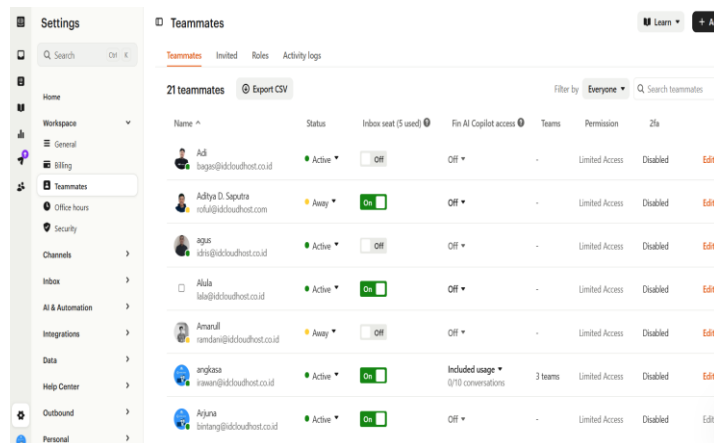 Settings
Search Ctrl K
Home
Workspace
General
Billing
Teammates
Office hours
Security
Channels
Inbox
AI & Automation
Integrations
Data
Help Center
Outbound
Personal
Teammates
Learn
+
Teammates Invited Roles Activity logs
21 teammates Export CSV Filter by Everyone Search teammates
Name Status Inbox seat (5 used) Fin AI Copilot access Teams Permission 2fa
Adi
bagas@idcloudhost.co.id Active Off Off - Limited Access Disabled Edit
Aditya D. Saputra
roful@idcloudhost.com Away On Off - Limited Access Disabled Edit
agus
idris@idcloudhost.co.id Active Off Off - Limited Access Disabled Edit
Alula
lala@idcloudhost.co.id Active On Off - Limited Access Disabled Edit
Amarull
ramdani@idcloudhost.co.id Away Off Off - Limited Access Disabled Edit
angkasa
irawan@idcloudhost.co.id Active On Included usage 3 teams Limited Access Disabled Edit
0/10 conversations
Arjuna
bintang@idcloudhost.co.id Active On Off - Limited Access Disabled Edit